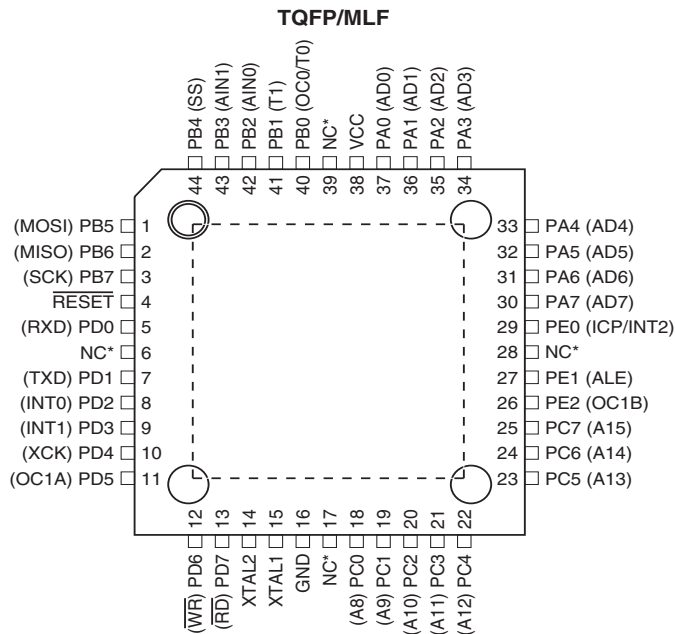 TQFP/MLF
PB4 (SS)
PB3 (AIN1)
PB2 (AIN0)
PB1 (T1)
PB0 (OC0/T0)
NC*
VCC
PA0 (AD0)
PA1 (AD1)
PA2 (AD2)
PA3 (AD3)
44
43
42
41
40
39
38
37
36
35
34
(MOSI) PB5 1
(MISO) PB6 2
(SCK) PB7 3
RESET 4
(RXD) PD0 5
NC* 6
(TXD) PD1 7
(INT0) PD2 8
(INT1) PD3 9
(XCK) PD4 10
(OC1A) PD5 11
33 PA4 (AD4)
32 PA5 (AD5)
31 PA6 (AD6)
30 PA7 (AD7)
29 PE0 (ICP/INT2)
28 NC*
27 PE1 (ALE)
26 PE2 (OC1B)
25 PC7 (A15)
24 PC6 (A14)
23 PC5 (A13)
12
13
14
15
16
17
18
19
20
21
22
(WR) PD6
(RD) PD7
XTAL2
XTAL1
GND
NC*
(A8) PC0
(A9) PC1
(A10) PC2
(A11) PC3
(A12) PC4